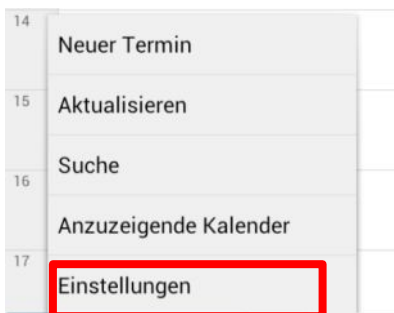 14
Neuer Termin
15
Aktualisieren
Suche
16
Anzuzeigende Kalender
17
Einstellungen